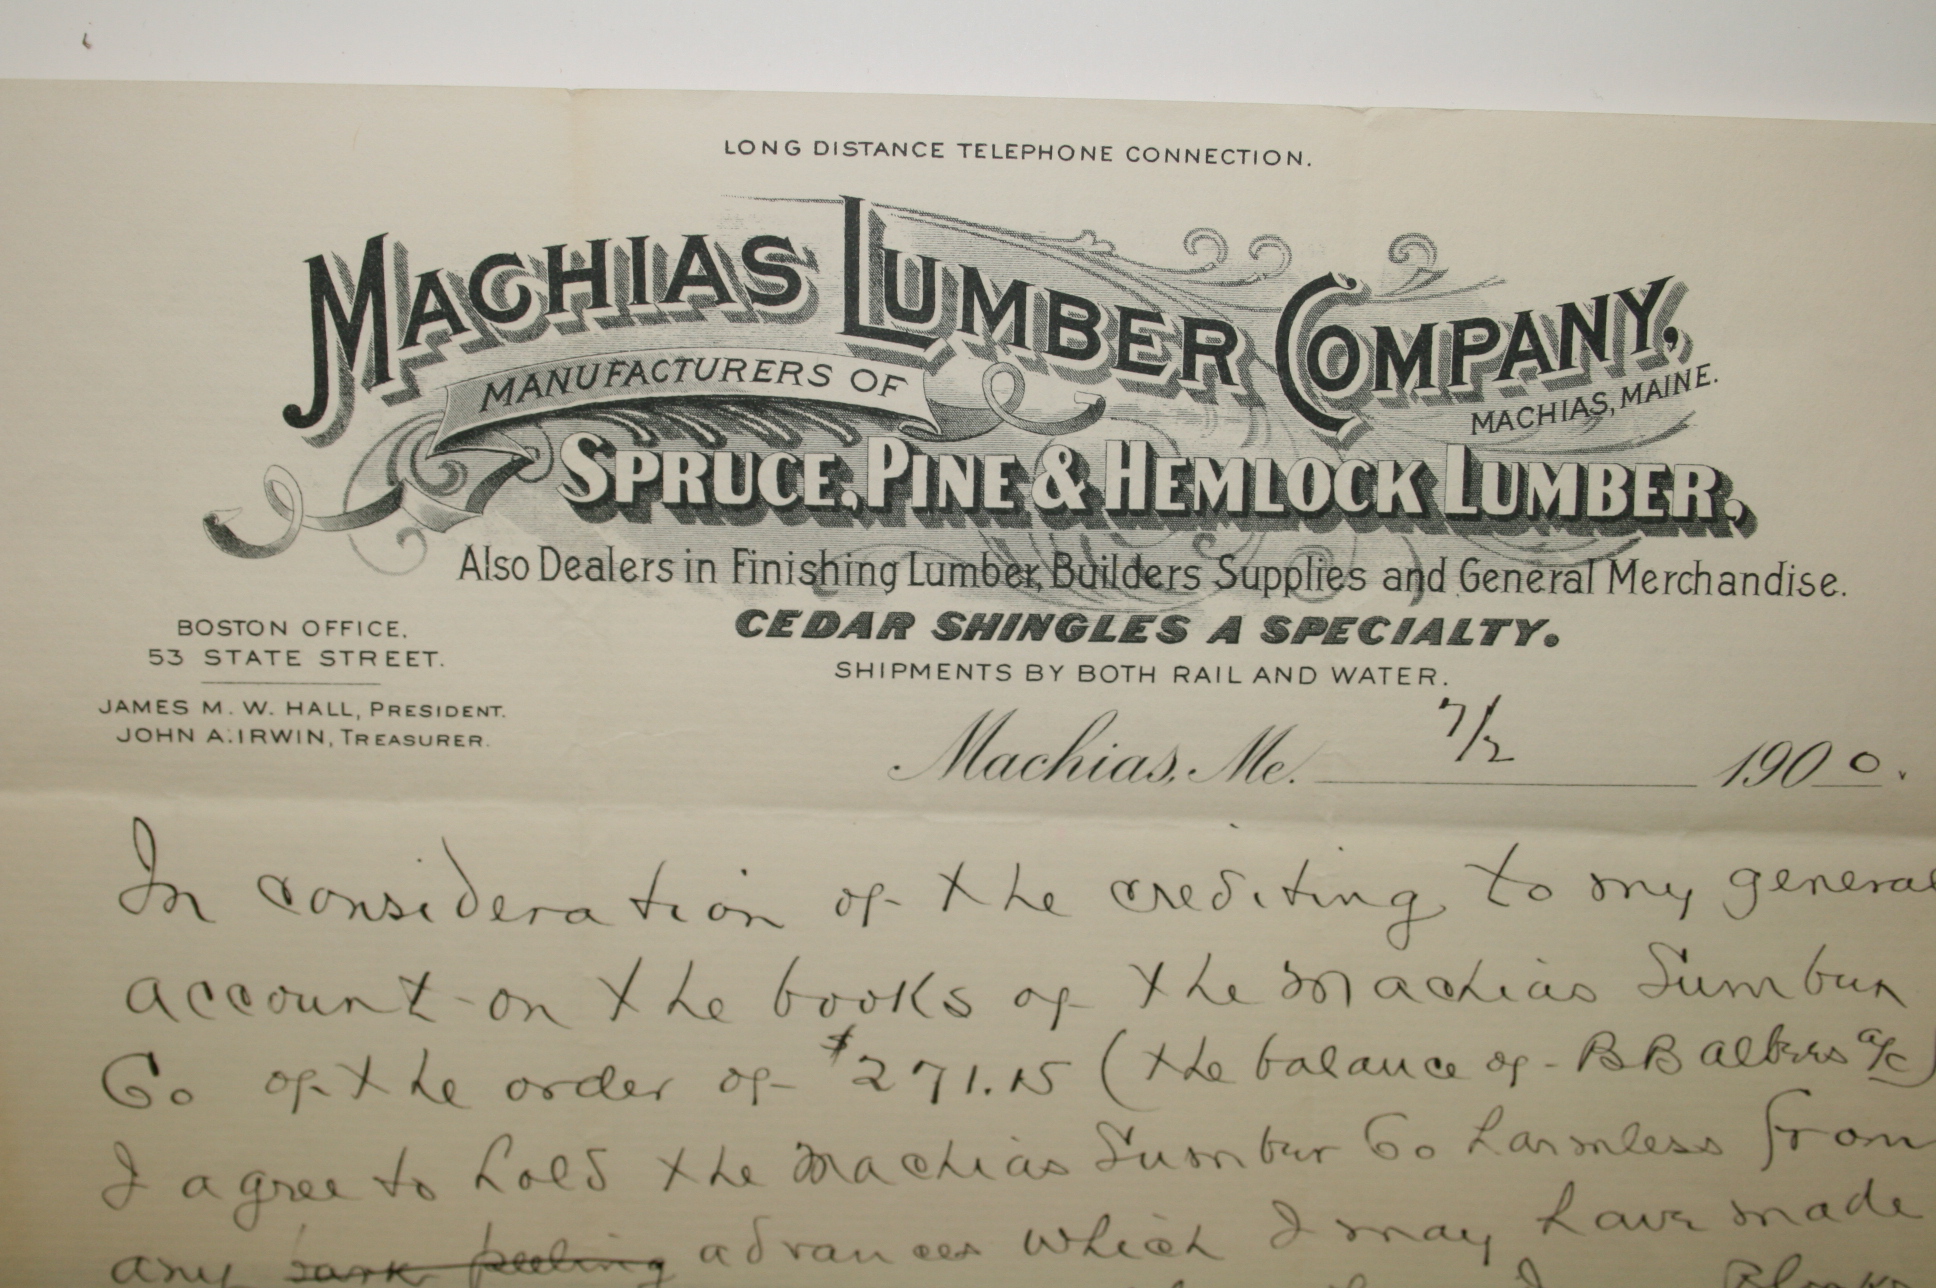 LONG DISTANCE TELEPHONE CONNECTION.
MACHIAS LUMBER COMPANY,
MACHIAS, MAINE.
MANUFACTURERS OF
SPRUCE, PINE & HEMLOCK LUMBER,
Also Dealers in Finishing Lumber, Builders Supplies and General Merchandise.
CEDAR SHINGLES A SPECIALTY.
SHIPMENTS BY BOTH RAIL AND WATER.
BOSTON OFFICE,
53 STATE STREET.
JAMES M. W. HALL, PRESIDENT.
JOHN A. IRWIN, TREASURER.
Machias, Me. 7/2 1900.
In consideration of the crediting to my general
account on the books of the Machias Lumber
Co of the order of $271.15 (the balance of B B Albers a/c)
I agree to hold the Machias Lumber Co harmless from
any bark peeling advances which I may have made